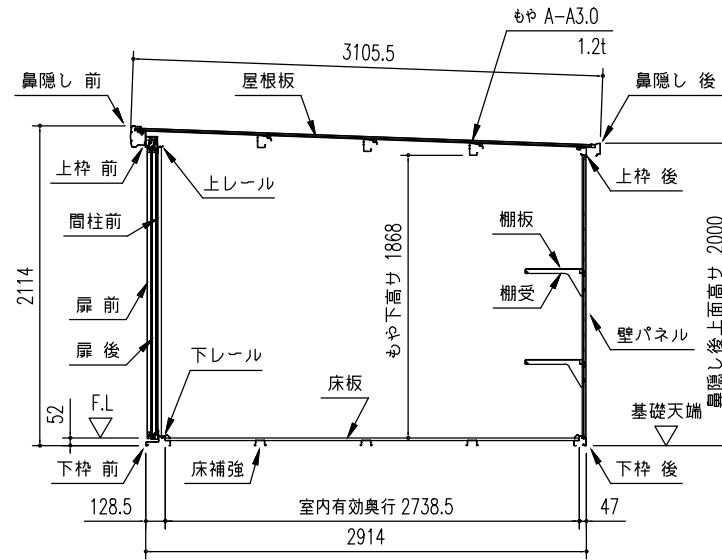 もや A-A3.0
1.2t
3105.5
鼻隠し 前
屋根板
鼻隠し 後
上枠 前
上レール
上枠 後
間柱前
棚板
もや下高サ 1868
鼻隠し後上面高サ 2000
2114
扉 前
棚受
壁パネル
扉 後
下レール
床板
52
F.L
基礎天端
下枠 前
床補強
下枠 後
128.5
室内有効奥行 2738.5
47
2914